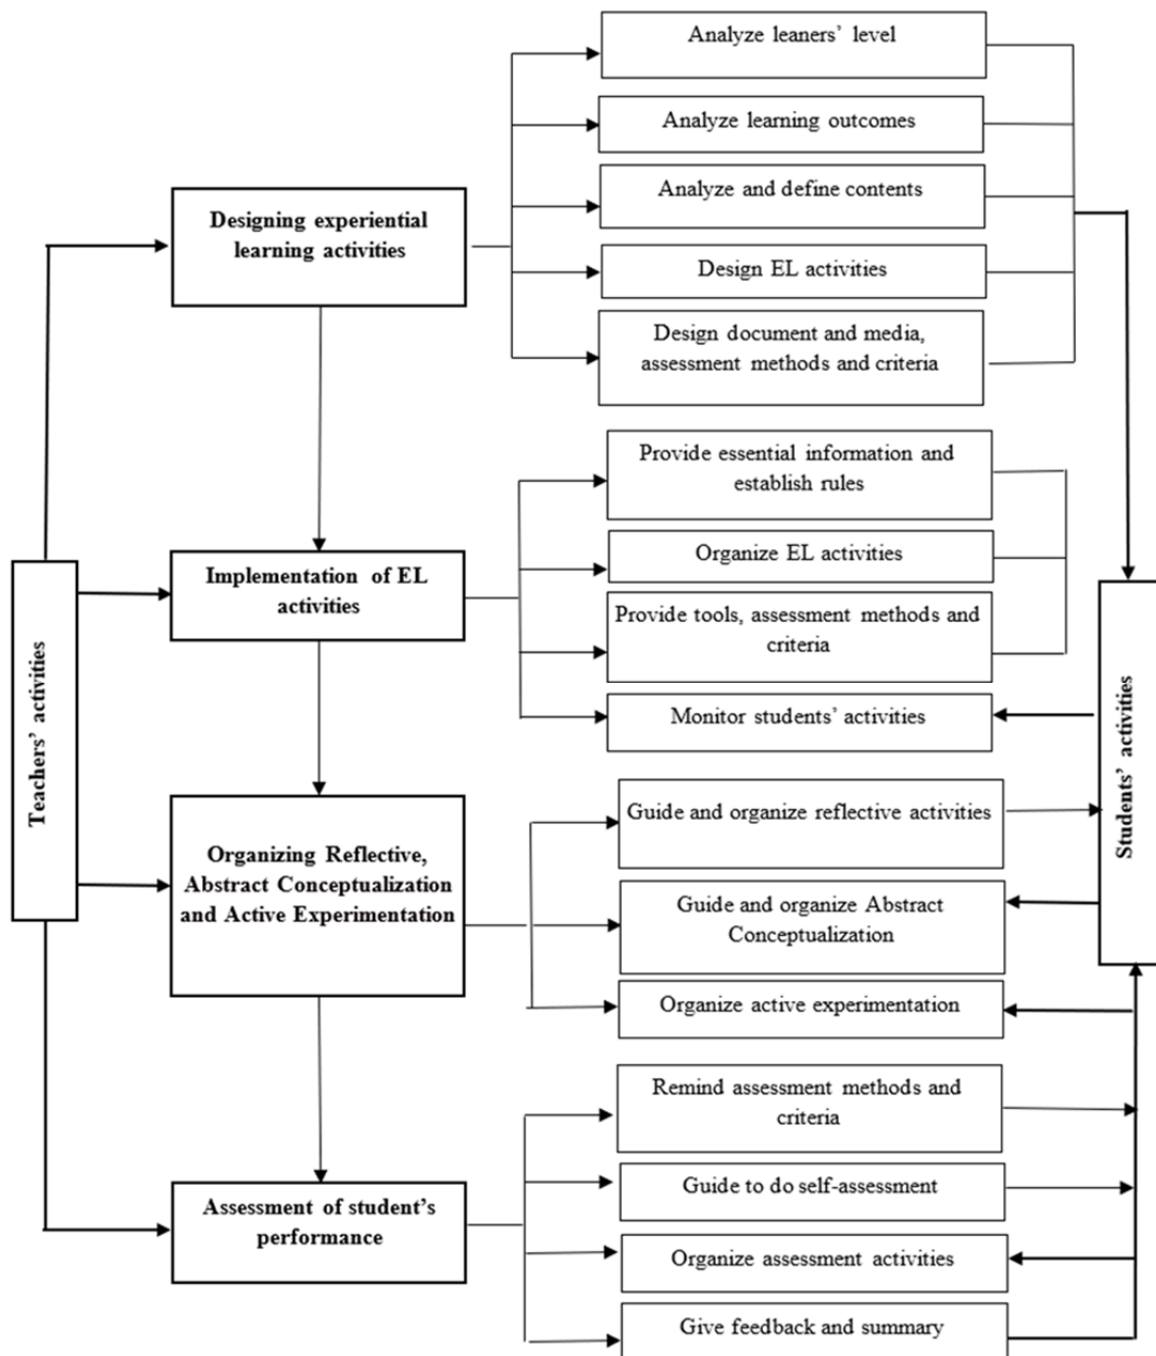 Analyze leaners’ level
Analyze learning outcomes
Analyze and define contents
Designing experiential
learning activities
Design EL activities
Design document and media,
assessment methods and criteria
Provide essential information and
establish rules
Organize EL activities
Implementation of EL
activities
Provide tools, assessment methods and
criteria
Monitor students’ activities
Teachers’ activities
Students’ activities
Guide and organize reflective activities
Organizing Reflective,
Abstract Conceptualization
and Active Experimentation
Guide and organize Abstract
Conceptualization
Organize active experimentation
Remind assessment methods and
criteria
Guide to do self-assessment
Assessment of student’s
performance
Organize assessment activities
Give feedback and summary